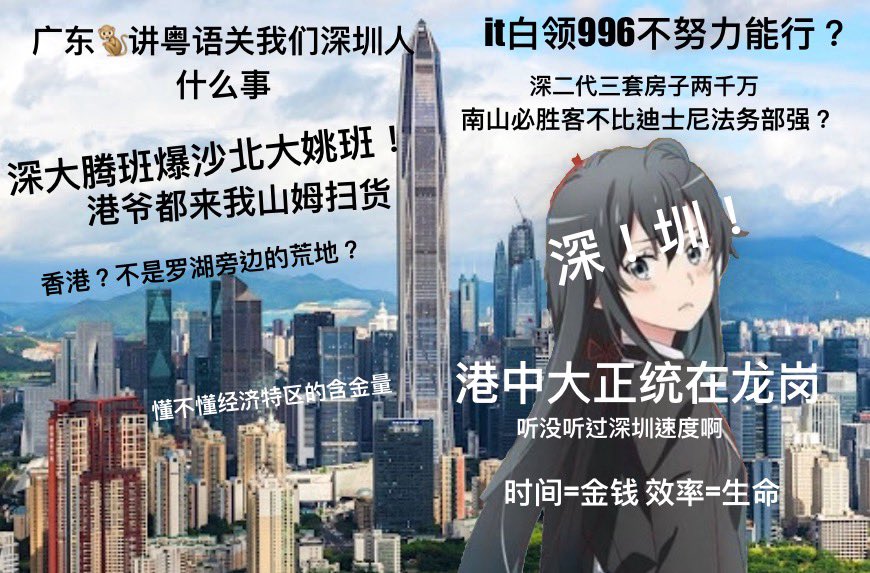 广东🐒讲粤语关我们深圳人
什么事
深大腾班爆沙北大姚班！
港爷都来我山姆扫货
香港？不是罗湖旁边的荒地？
懂不懂经济特区的含金量
it白领996不努力能行？
深二代三套房子两千万
南山必胜客不比迪士尼法务部强？
深！圳！
港中大正统在龙岗
听没听过深圳速度啊
时间=金钱 效率=生命